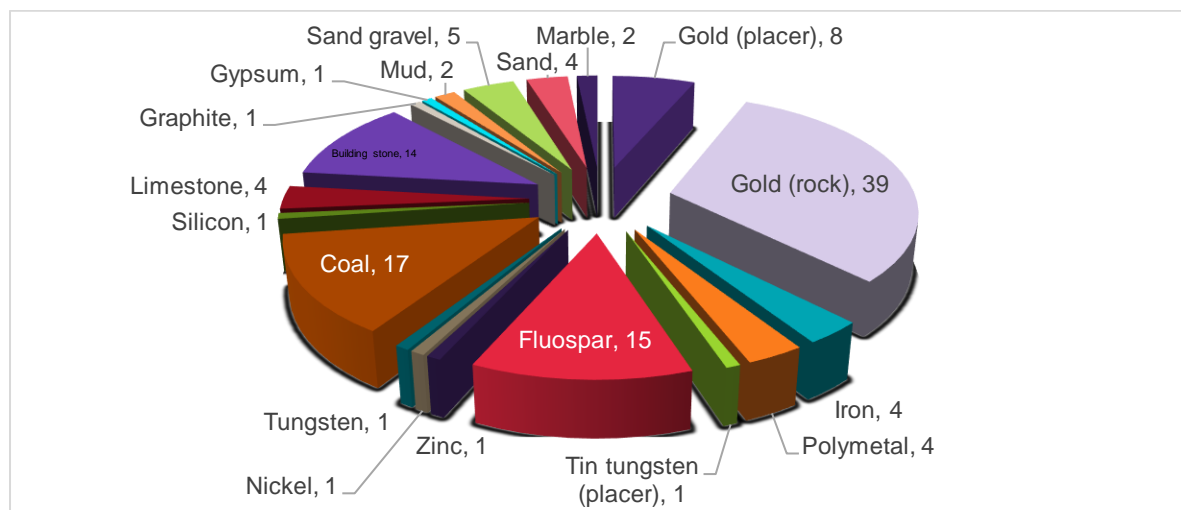 Sand gravel, 5
Marble, 2
Gold (placer), 8
Gypsum, 1
Mud, 2
Sand, 4
Graphite, 1
Building stone, 14
Gold (rock), 39
Limestone, 4
Silicon, 1
Coal, 17
Fluospar, 15
Iron, 4
Tungsten, 1
Zinc, 1
Polymetal, 4
Tin tungsten
(placer), 1
Nickel, 1